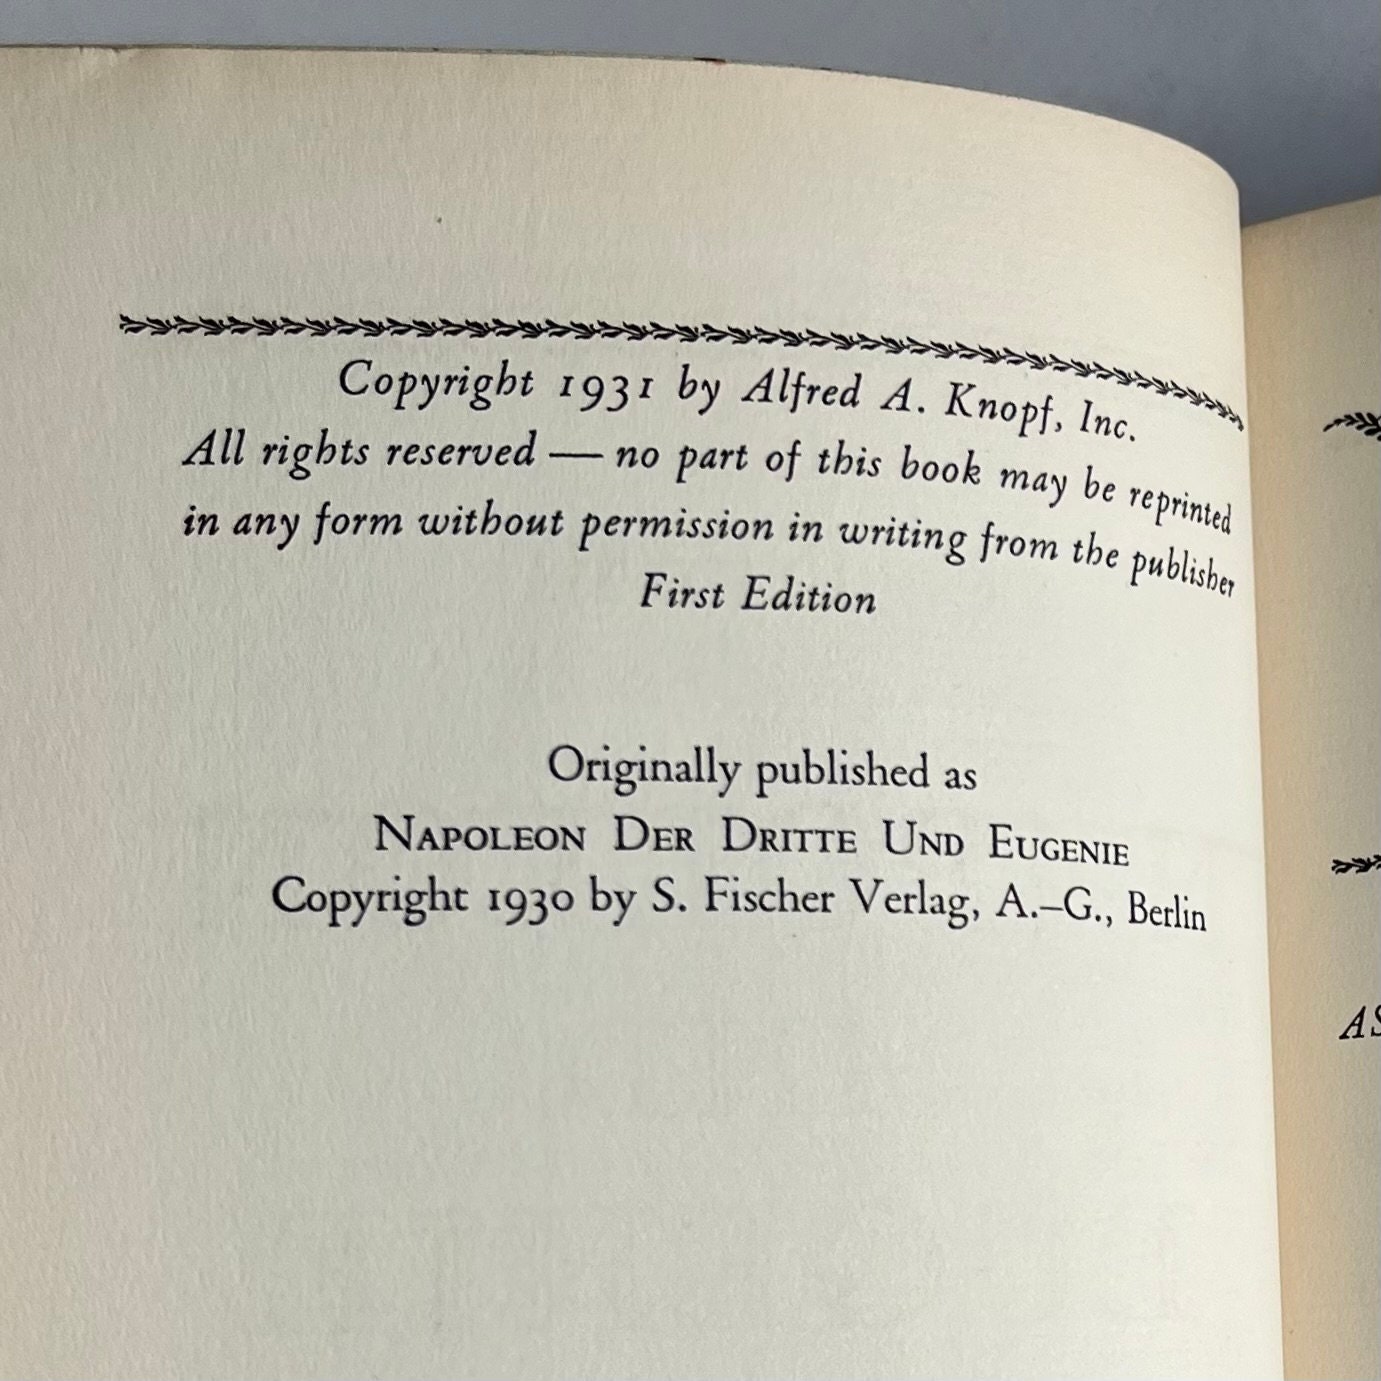 Copyright 1931 by Alfred A. Knopf, Inc.
All rights reserved — no part of this book may be reprinted
in any form without permission in writing from the publisher
First Edition
Originally published as
NAPOLEON DER DRITTE UND EUGENIE
Copyright 1930 by S. Fischer Verlag, A.–G., Berlin
AS